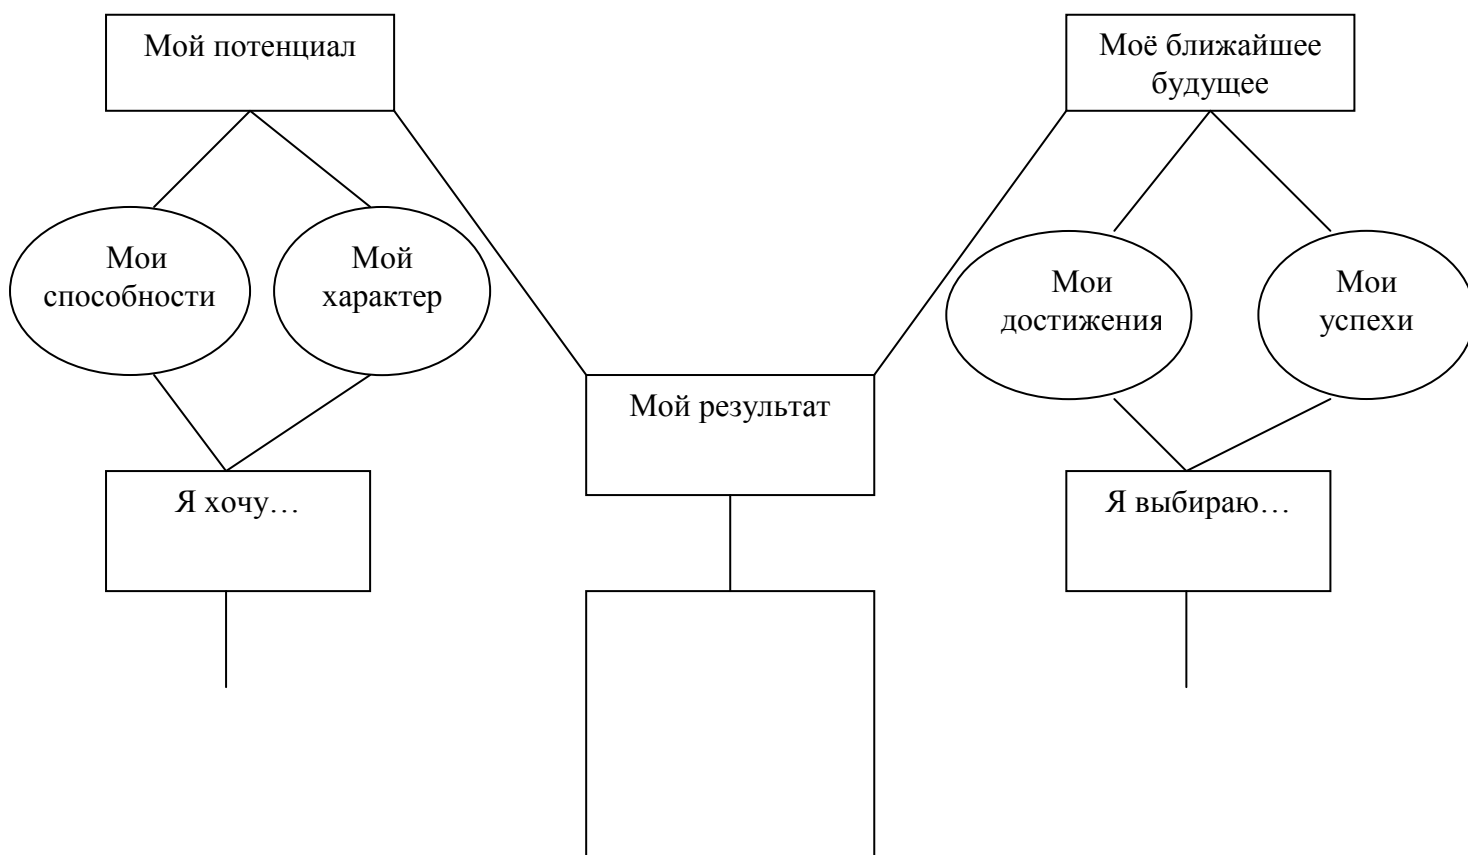 Мой потенциал
Моё ближайшее
будущее
Мои
способности
Мой
характер
Мои
достижения
Мои
успехи
Мой результат
Я хочу…
Я выбираю…